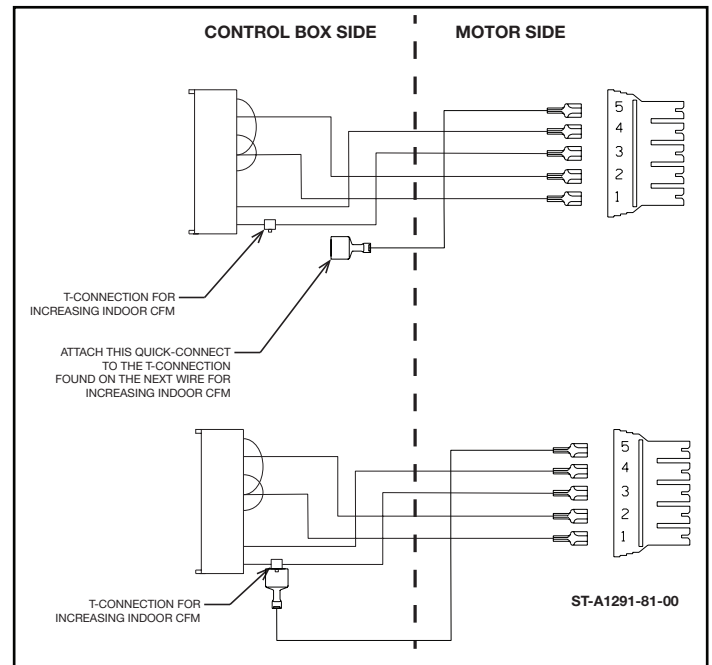 CONTROL BOX SIDE
MOTOR SIDE
5
4
3
2
1
T-CONNECTION FOR
INCREASING INDOOR CFM
ATTACH THIS QUICK-CONNECT
TO THE T-CONNECTION
FOUND ON THE NEXT WIRE FOR
INCREASING INDOOR CFM
5
4
3
2
1
T-CONNECTION FOR
INCREASING INDOOR CFM
ST-A1291-81-00